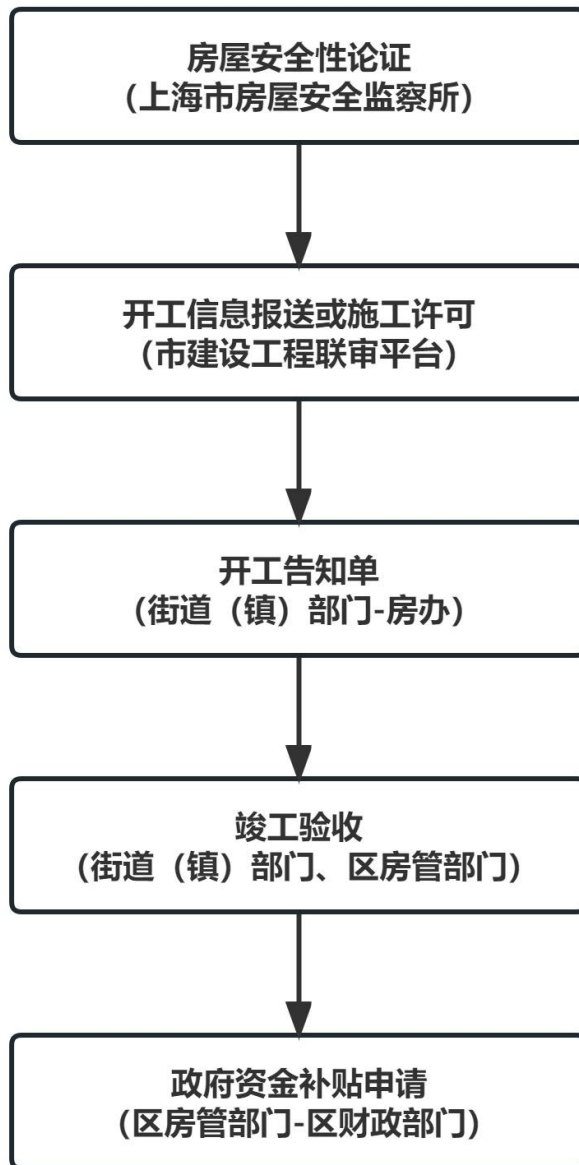 房屋安全性论证
（上海市房屋安全监察所）
开工信息报送或施工许可
（市建设工程联审平台）
开工告知单
（街道（镇）部门-房办）
竣工验收
（街道（镇）部门、区房管部门）
政府资金补贴申请
（区房管部门-区财政部门）